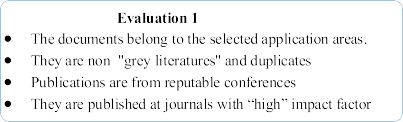 Evaluation 1
● The documents belong to the selected application areas.
● They are non "grey literatures" and duplicates
● Publications are from reputable conferences
● They are published at journals with “high” impact factor